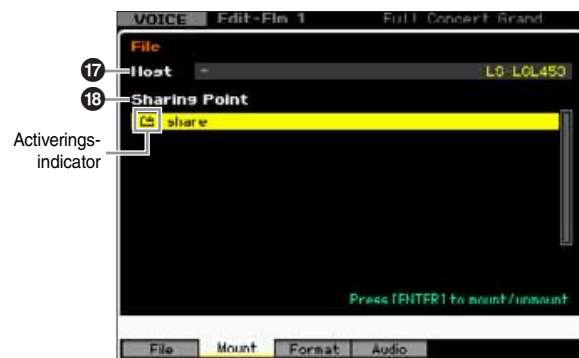 VOICE Edit-Elm 1 Full Concert Grand
File
17 Host - LS-LGL450
18 Sharing Point
share
Activerings-
indicator
Press [ENTER] to mount/unmount
File Mount Format Audio